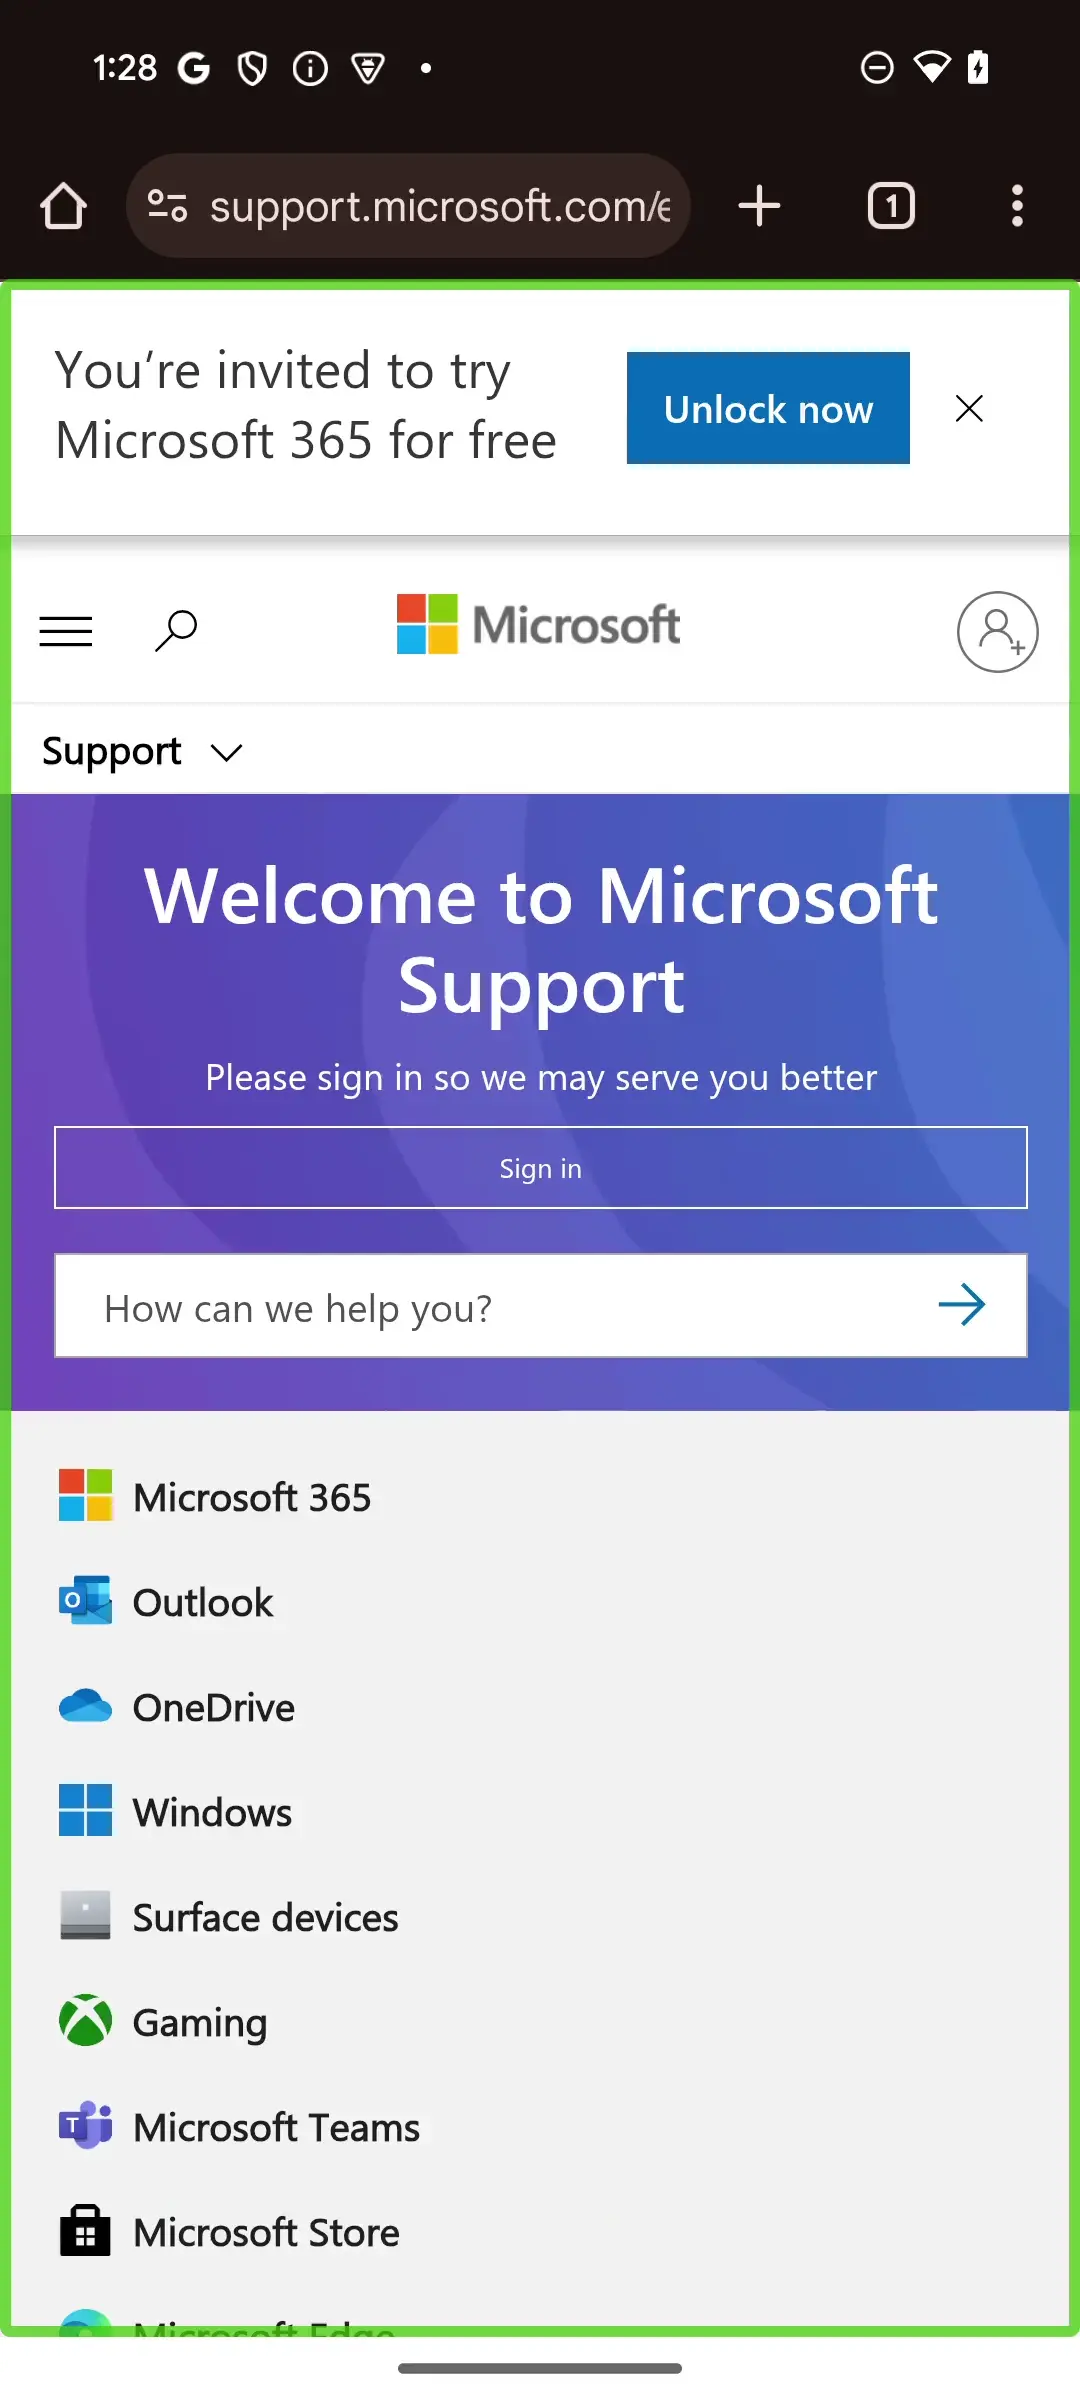 1:28
support.microsoft.com/e
1
You're invited to try
Microsoft 365 for free
Unlock now
Microsoft
Support
Welcome to Microsoft
Support
Please sign in so we may serve you better
Sign in
How can we help you?
Microsoft 365
Outlook
OneDrive
Windows
Surface devices
Gaming
Microsoft Teams
Microsoft Store
Microsoft Edge